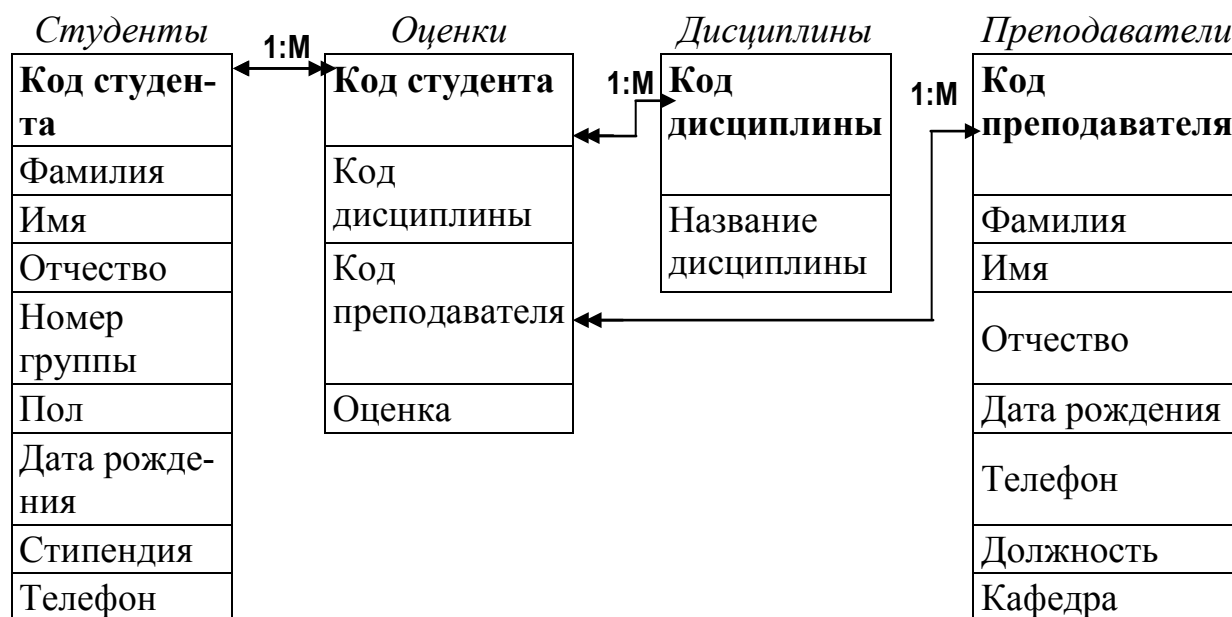 Студенты
1:М
Оценки
Дисциплины
Преподаватели
Код студен-
та
Фамилия
Имя
Отчество
Номер
группы
Пол
Дата рожде-
ния
Стипендия
Телефон
Код студента
Код
дисциплины
Код
преподавателя
Оценка
1:М
Код
дисциплины
Название
дисциплины
1:М
Код
преподавателя
Фамилия
Имя
Отчество
Дата рождения
Телефон
Должность
Кафедра